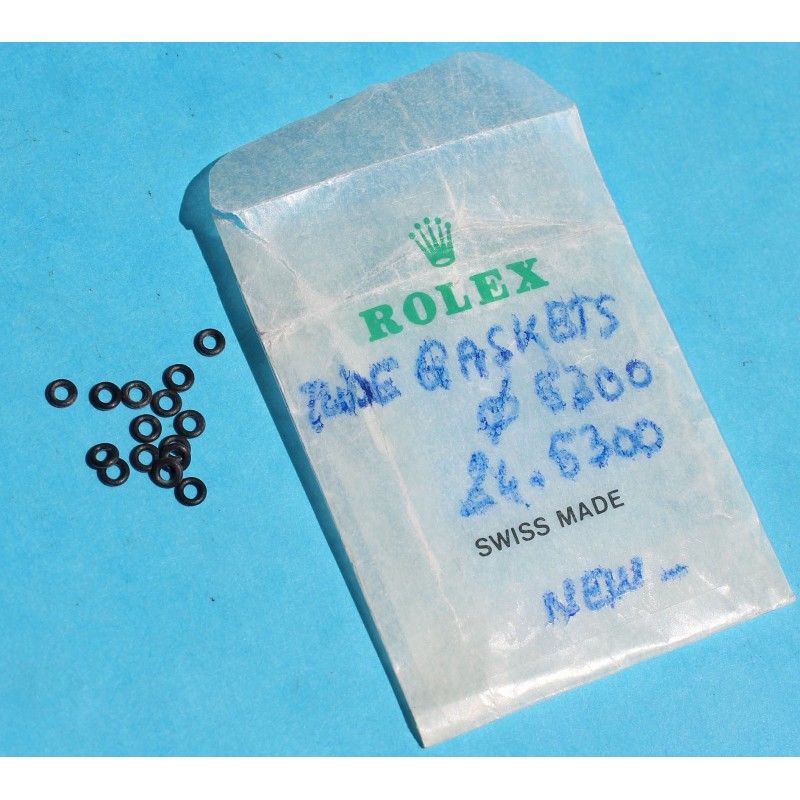 ROLEX
TUBE GASKETS
Ø 5300
24.5300
SWISS MADE
NEW -